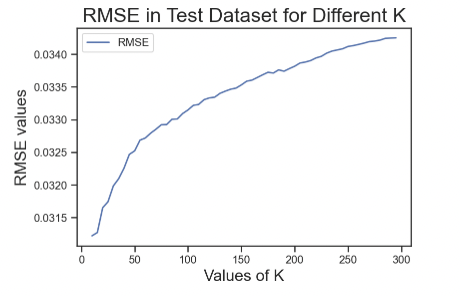 RMSE in Test Dataset for Different K
RMSE
RMSE values
0.0340
0.0335
0.0330
0.0325
0.0320
0.0315
0 50 100 150 200 250 300
Values of K